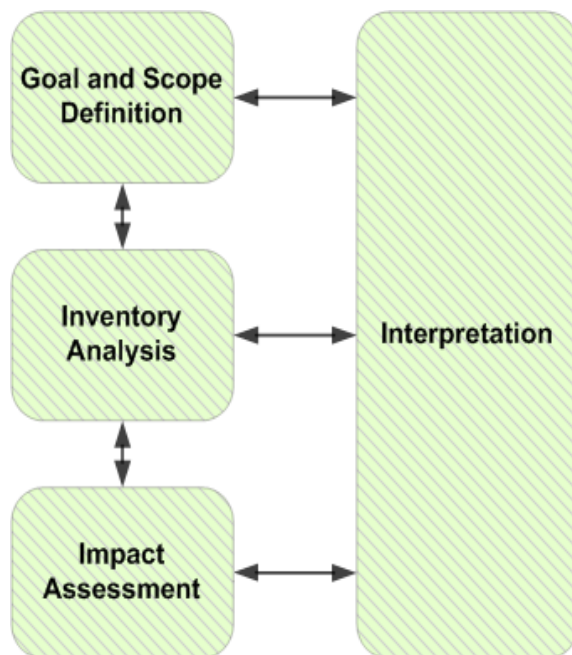 Goal and Scope
Definition
Inventory
Analysis
Interpretation
Impact
Assessment